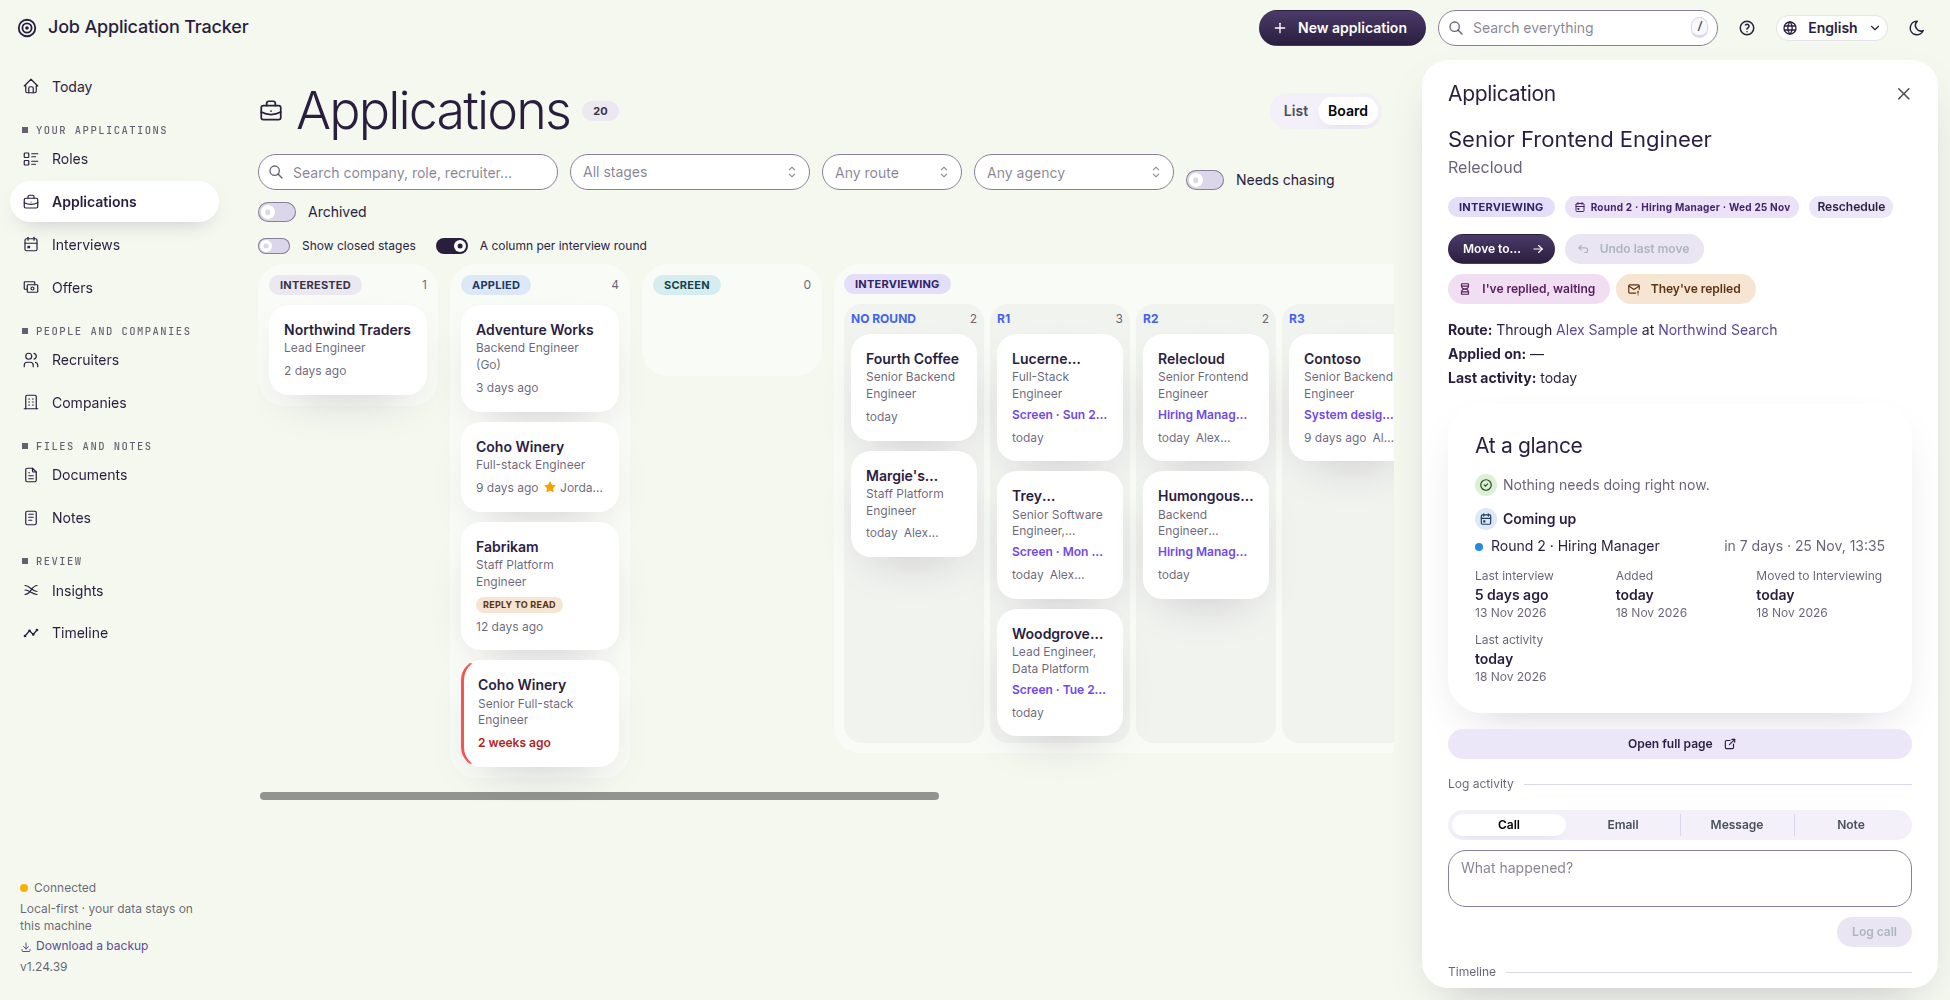 Job Application Tracker
New application
Search everything
/
English
Today
YOUR APPLICATIONS
Roles
Applications
Interviews
Offers
PEOPLE AND COMPANIES
Recruiters
Companies
FILES AND NOTES
Documents
Notes
REVIEW
Insights
Timeline
Connected
Local-first · your data stays on
this machine
Download a backup
v1.24.39
Applications
20
List
Board
Search company, role, recruiter...
All stages
Any route
Any agency
Needs chasing
Archived
Show closed stages
A column per interview round
INTERESTED
1
Northwind Traders
Lead Engineer
2 days ago
APPLIED
4
Adventure Works
Backend Engineer
(Go)
3 days ago
Coho Winery
Full-stack Engineer
9 days ago Jorda...
Fabrikam
Staff Platform
Engineer
REPLY TO READ
12 days ago
Coho Winery
Senior Full-stack
Engineer
2 weeks ago
SCREEN
0
INTERVIEWING
NO ROUND
2
Fourth Coffee
Senior Backend
Engineer
today
Margie's...
Staff Platform
Engineer
today Alex...
R1
3
Lucerne...
Full-Stack
Engineer
Screen · Sun 2...
today
Trey...
Senior Software
Engineer,...
Screen · Mon ...
today Alex...
Woodgrove...
Lead Engineer,
Data Platform
Screen · Tue 2...
today
R2
2
Relecloud
Senior Frontend
Engineer
Hiring Manag...
today Alex...
Humongous...
Backend
Engineer...
Hiring Manag...
today
R3
Contoso
Senior Backend
Engineer
System desig...
9 days ago Al...
Application
Senior Frontend Engineer
Relecloud
INTERVIEWING
Round 2 · Hiring Manager · Wed 25 Nov
Reschedule
Move to...
Undo last move
I've replied, waiting
They've replied
Route: Through Alex Sample at Northwind Search
Applied on: —
Last activity: today
At a glance
Nothing needs doing right now.
Coming up
Round 2 · Hiring Manager
in 7 days · 25 Nov, 13:35
Last interview
5 days ago
13 Nov 2026
Added
today
18 Nov 2026
Moved to Interviewing
today
18 Nov 2026
Last activity
today
18 Nov 2026
Open full page
Log activity
Call
Email
Message
Note
What happened?
Log call
Timeline